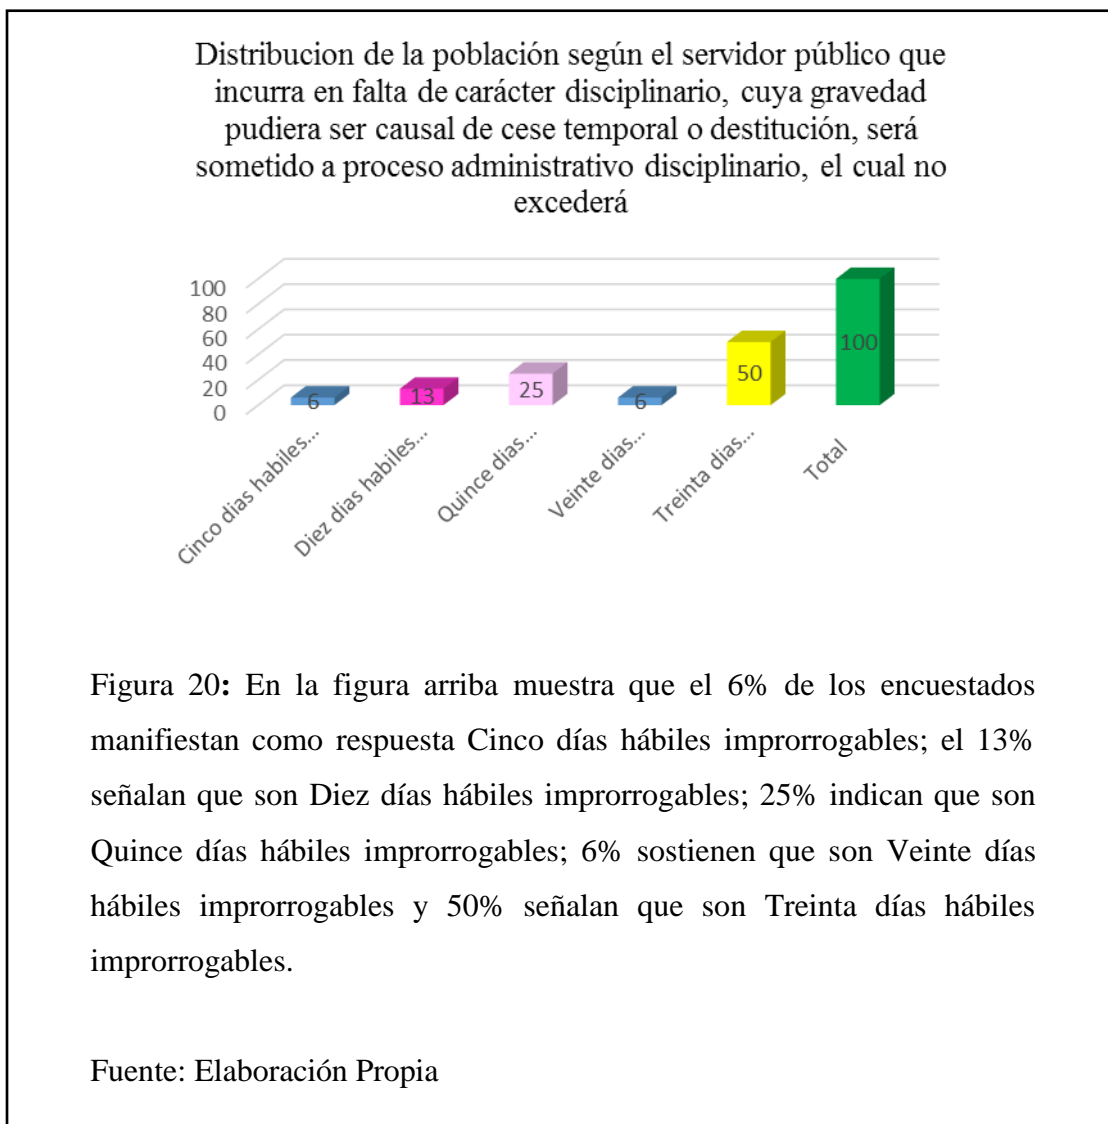 Distribucion de la población según el servidor público que
incurra en falta de carácter disciplinario, cuya gravedad
pudiera ser causal de cese temporal o destitución, será
sometido a proceso administrativo disciplinario, el cual no
excederá
100
80
60
40
20
0
6
13
25
6
50
100
Cinco dias habiles...
Diez dias habiles...
Quince dias...
Veinte dias...
Treinta dias...
Total
Figura 20: En la figura arriba muestra que el 6% de los encuestados
manifiestan como respuesta Cinco días hábiles improrrogables; el 13%
señalan que son Diez días hábiles improrrogables; 25% indican que son
Quince días hábiles improrrogables; 6% sostienen que son Veinte días
hábiles improrrogables y 50% señalan que son Treinta días hábiles
improrrogables.
Fuente: Elaboración Propia